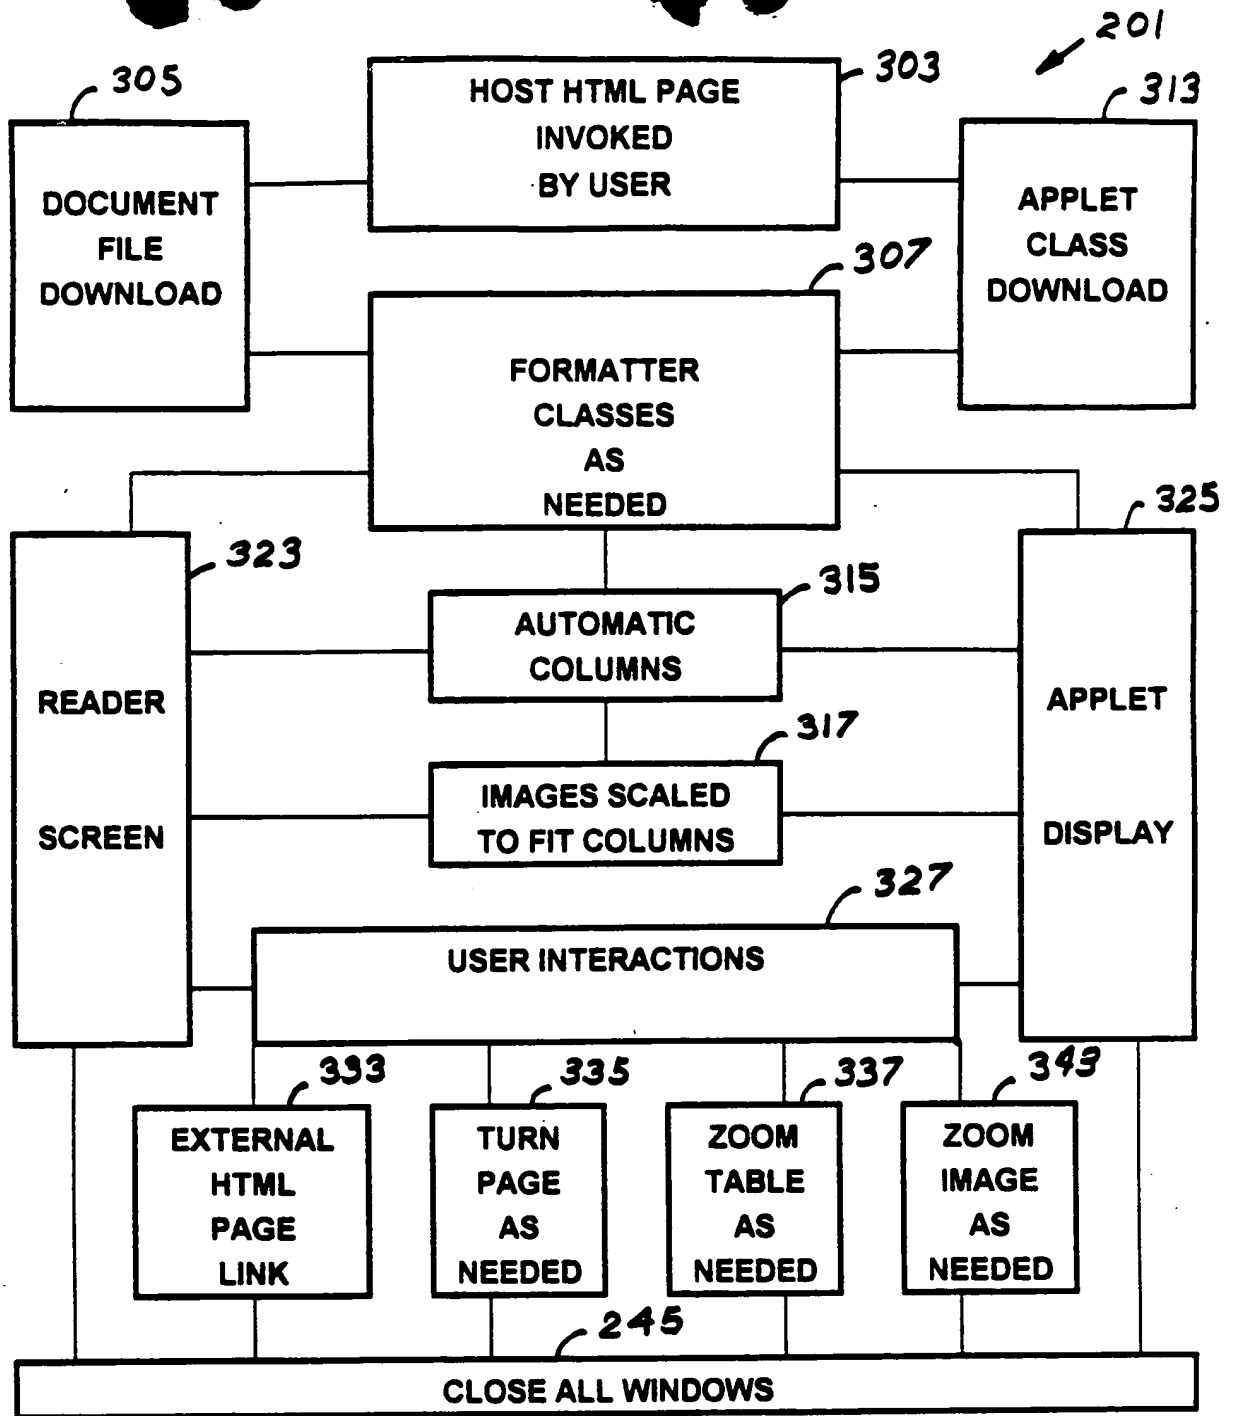 201
305
303
313
HOST HTML PAGE
INVOKED
BY USER
DOCUMENT
FILE
DOWNLOAD
APPLET
CLASS
DOWNLOAD
307
FORMATTER
CLASSES
AS
NEEDED
323
325
READER
SCREEN
315
AUTOMATIC
COLUMNS
317
IMAGES SCALED
TO FIT COLUMNS
APPLET
DISPLAY
327
USER INTERACTIONS
333
EXTERNAL
HTML
PAGE
LINK
335
TURN
PAGE
AS
NEEDED
337
ZOOM
TABLE
AS
NEEDED
343
ZOOM
IMAGE
AS
NEEDED
245
CLOSE ALL WINDOWS